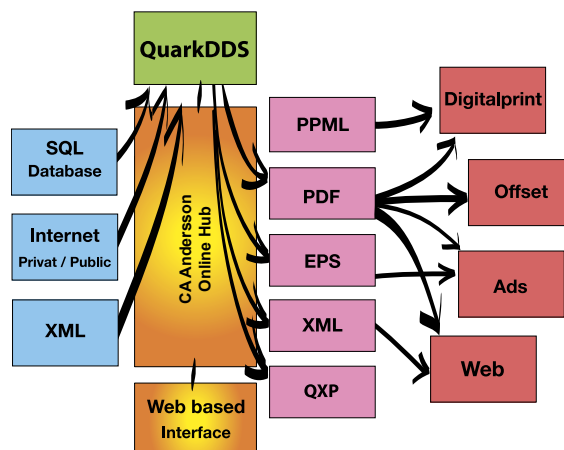 QuarkDDS
SQL
Database
Internet
Privat / Public
XML
CA Andersson
Online Hub
Web based
Interface
PPML
PDF
EPS
XML
QXP
Digitalprint
Offset
Ads
Web